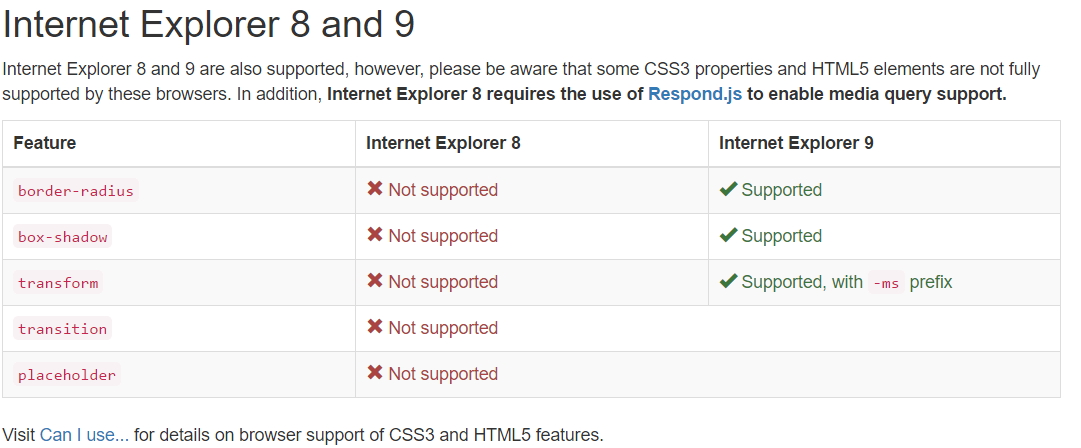 Internet Explorer 8 and 9
Internet Explorer 8 and 9 are also supported, however, please be aware that some CSS3 properties and HTML5 elements are not fully
supported by these browsers. In addition, Internet Explorer 8 requires the use of Respond.js to enable media query support.
Feature Internet Explorer 8 Internet Explorer 9
border-radius Not supported Supported
box-shadow Not supported Supported
transform Not supported Supported, with -ms prefix
transition Not supported
placeholder Not supported
Visit Can I use... for details on browser support of CSS3 and HTML5 features.